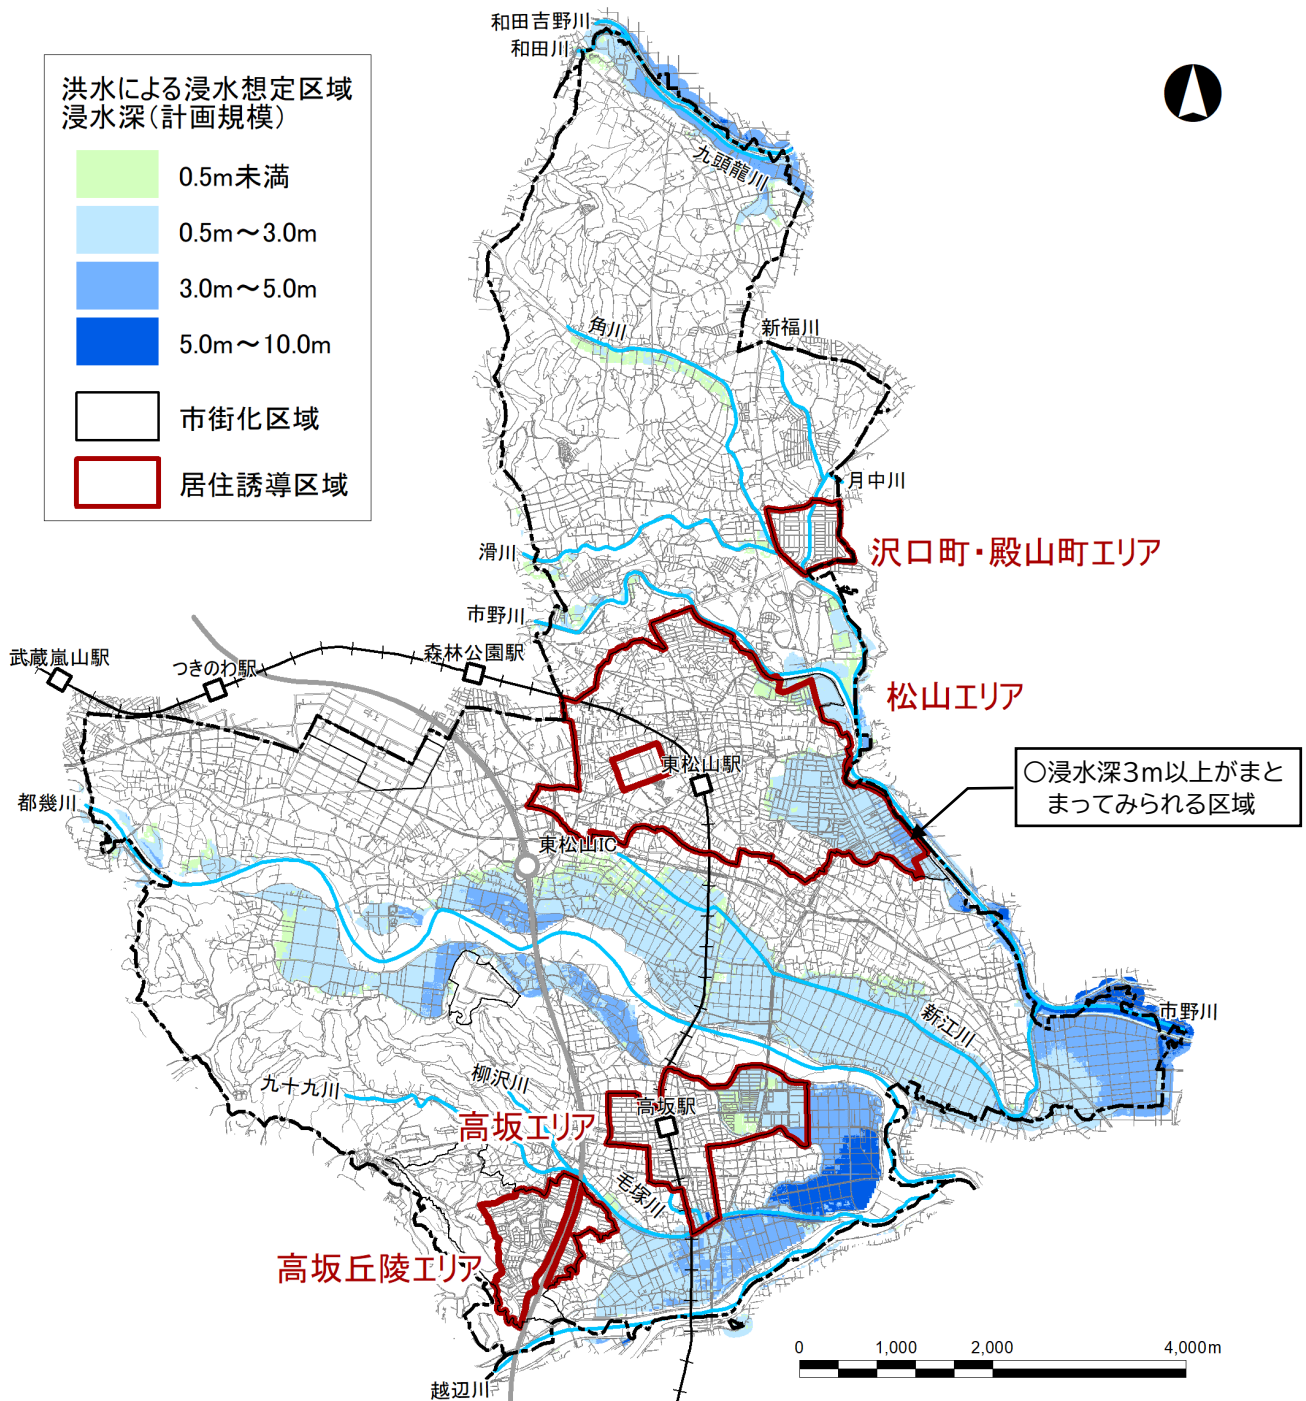 洪水による浸水想定区域
浸水深(計画規模)
0.5m未満
0.5m～3.0m
3.0m～5.0m
5.0m～10.0m
市街化区域
居住誘導区域
和田吉野川
和田川
九頭龍川
角川
新福川
月中川
沢口町・殿山町エリア
滑川
市野川
武蔵嵐山駅
つきのわ駅
森林公園駅
松山エリア
東松山駅
○浸水深3m以上がまと
まってみられる区域
都幾川
東松山IC
新江川
市野川
九十九川
柳沢川
高坂エリア
高坂駅
毛塚川
高坂丘陵エリア
越辺川
0 1,000 2,000 4,000m